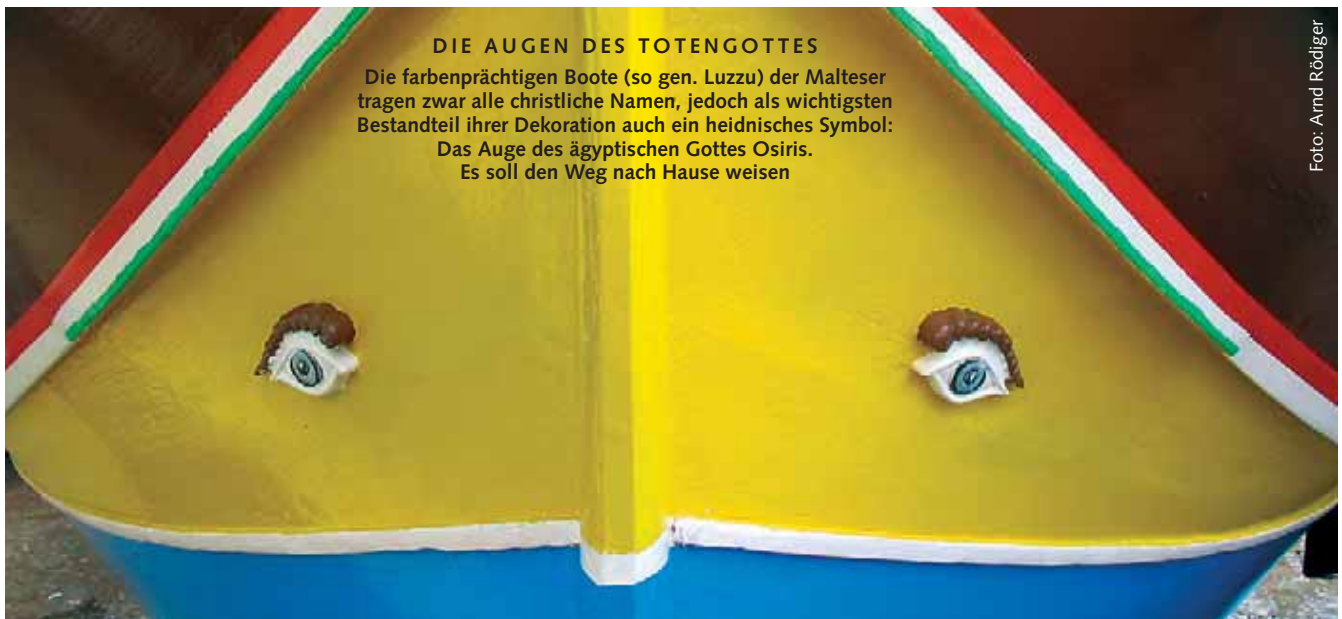 DIE AUGEN DES TOTENGOTTES
Die farbenprächtigen Boote (so gen. Luzzu) der Malteser
tragen zwar alle christliche Namen, jedoch als wichtigsten
Bestandteil ihrer Dekoration auch ein heidnisches Symbol:
Das Auge des ägyptischen Gottes Osiris.
Es soll den Weg nach Hause weisen
Foto: Arnd Rödiger